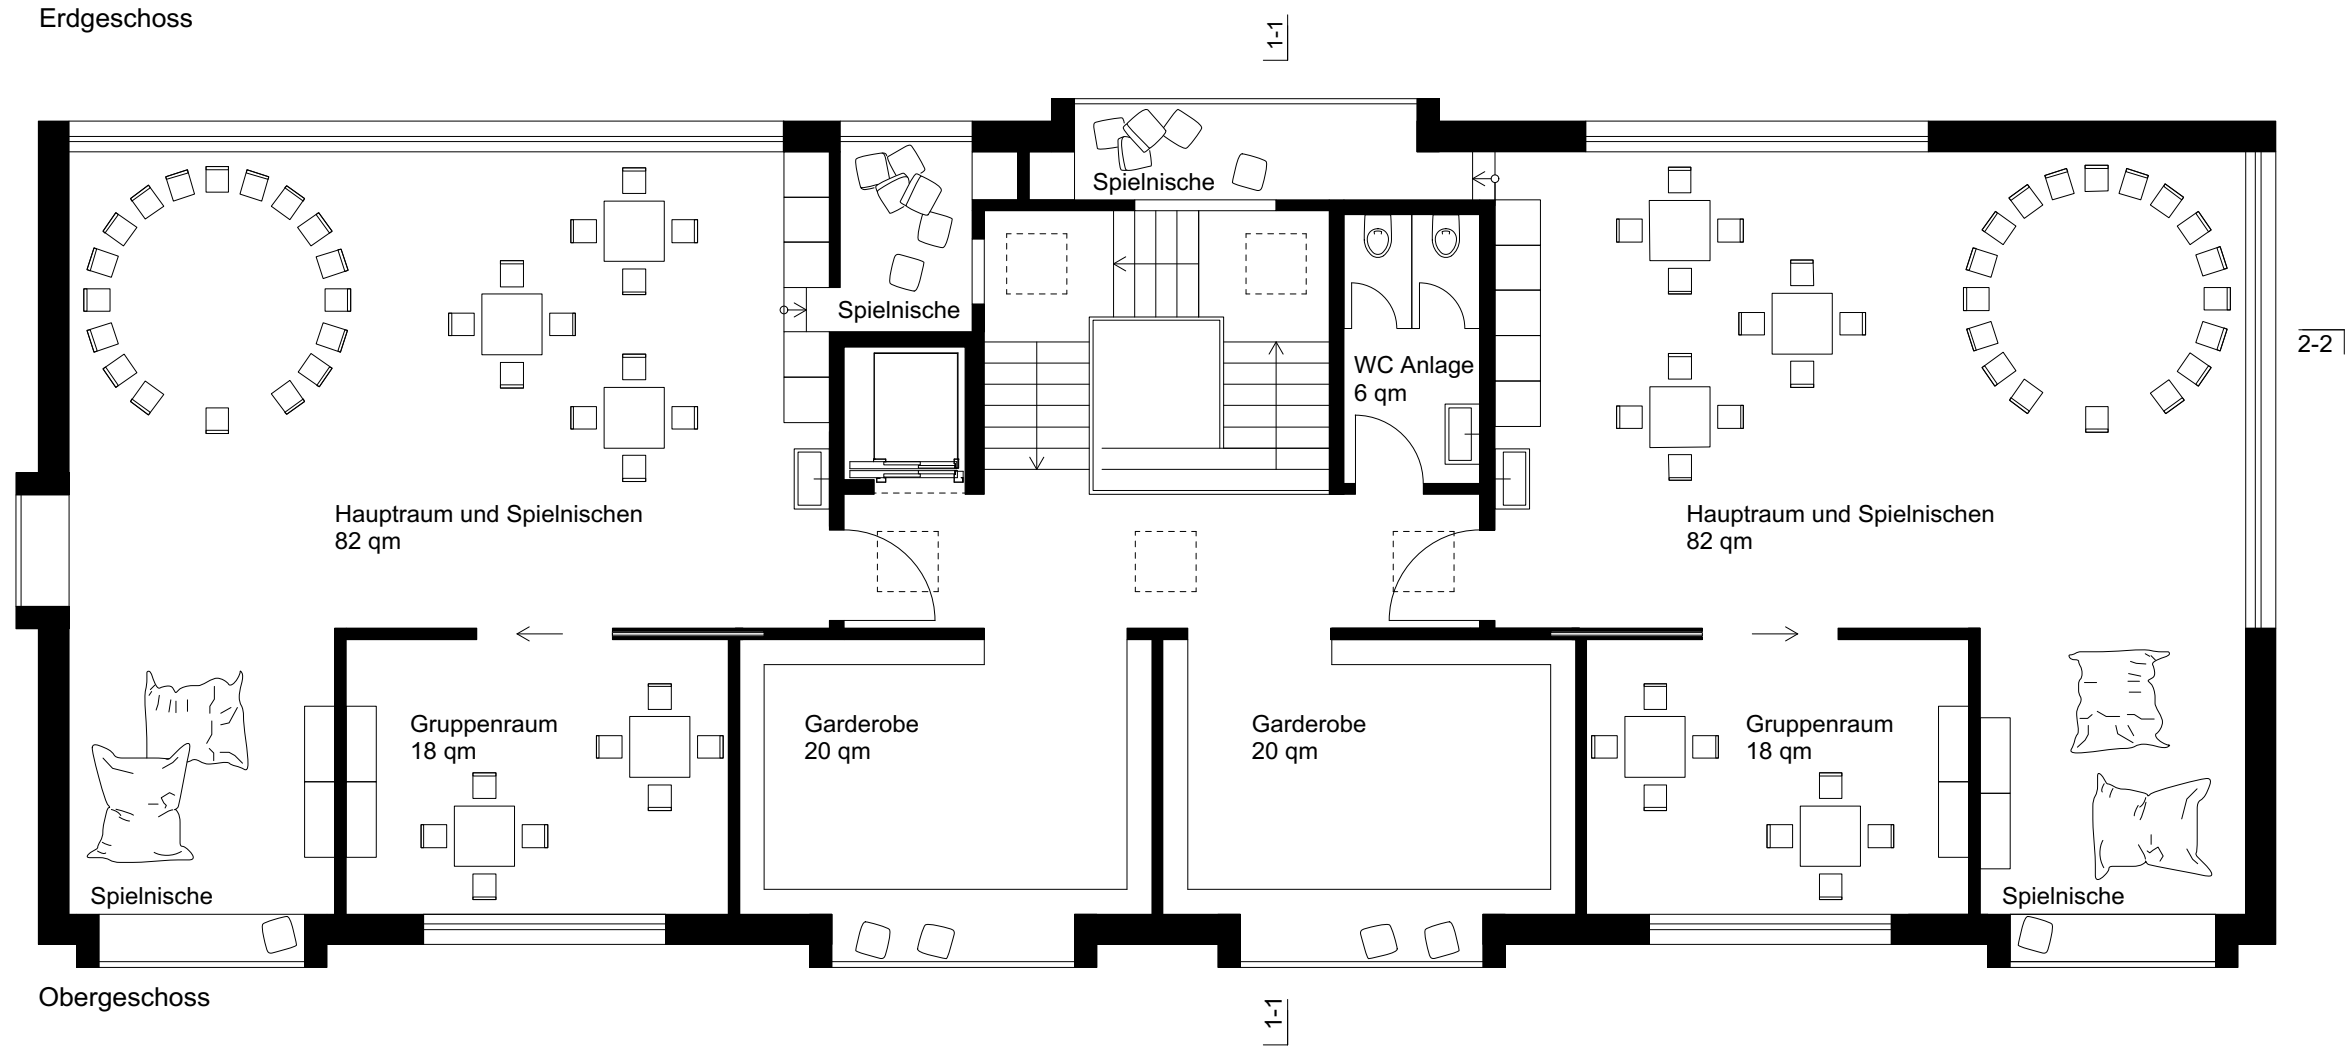 Erdgeschoss
1-1
Spielnische
Spielnische
WC Anlage
6 qm
2-2
Hauptraum und Spielnischen
82 qm
Hauptraum und Spielnischen
82 qm
Gruppenraum
18 qm
Garderobe
20 qm
Garderobe
20 qm
Gruppenraum
18 qm
Spielnische
Spielnische
Obergeschoss
1-1